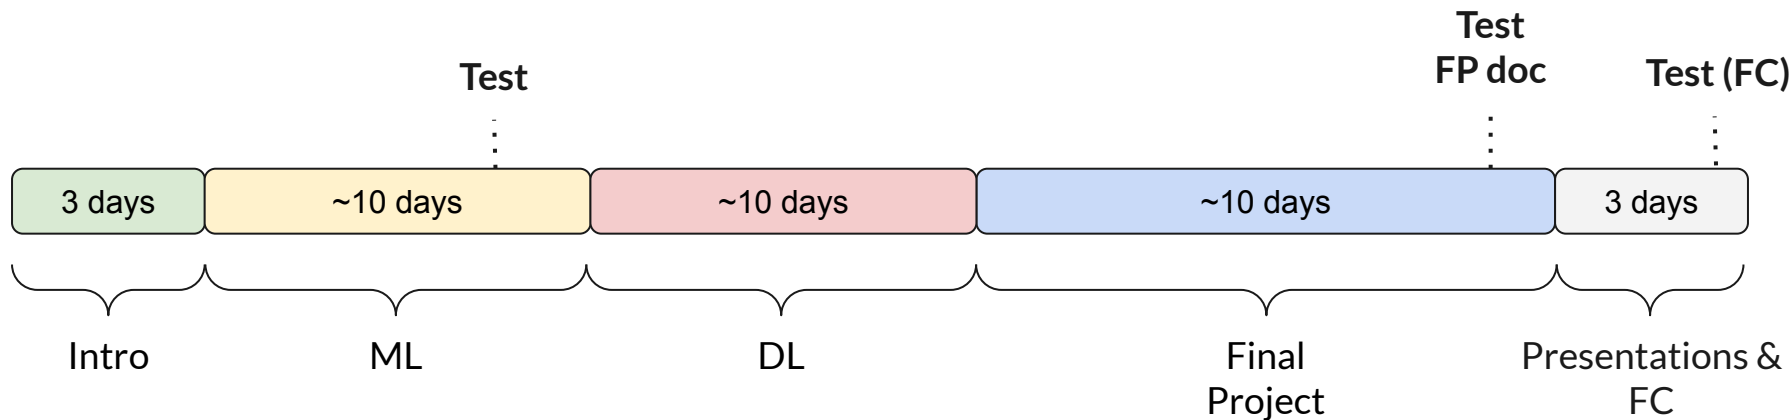 Test
Test
FP doc
Test (FC)
3 days
~10 days
~10 days
~10 days
3 days
Intro
ML
DL
Final
Project
Presentations &
FC